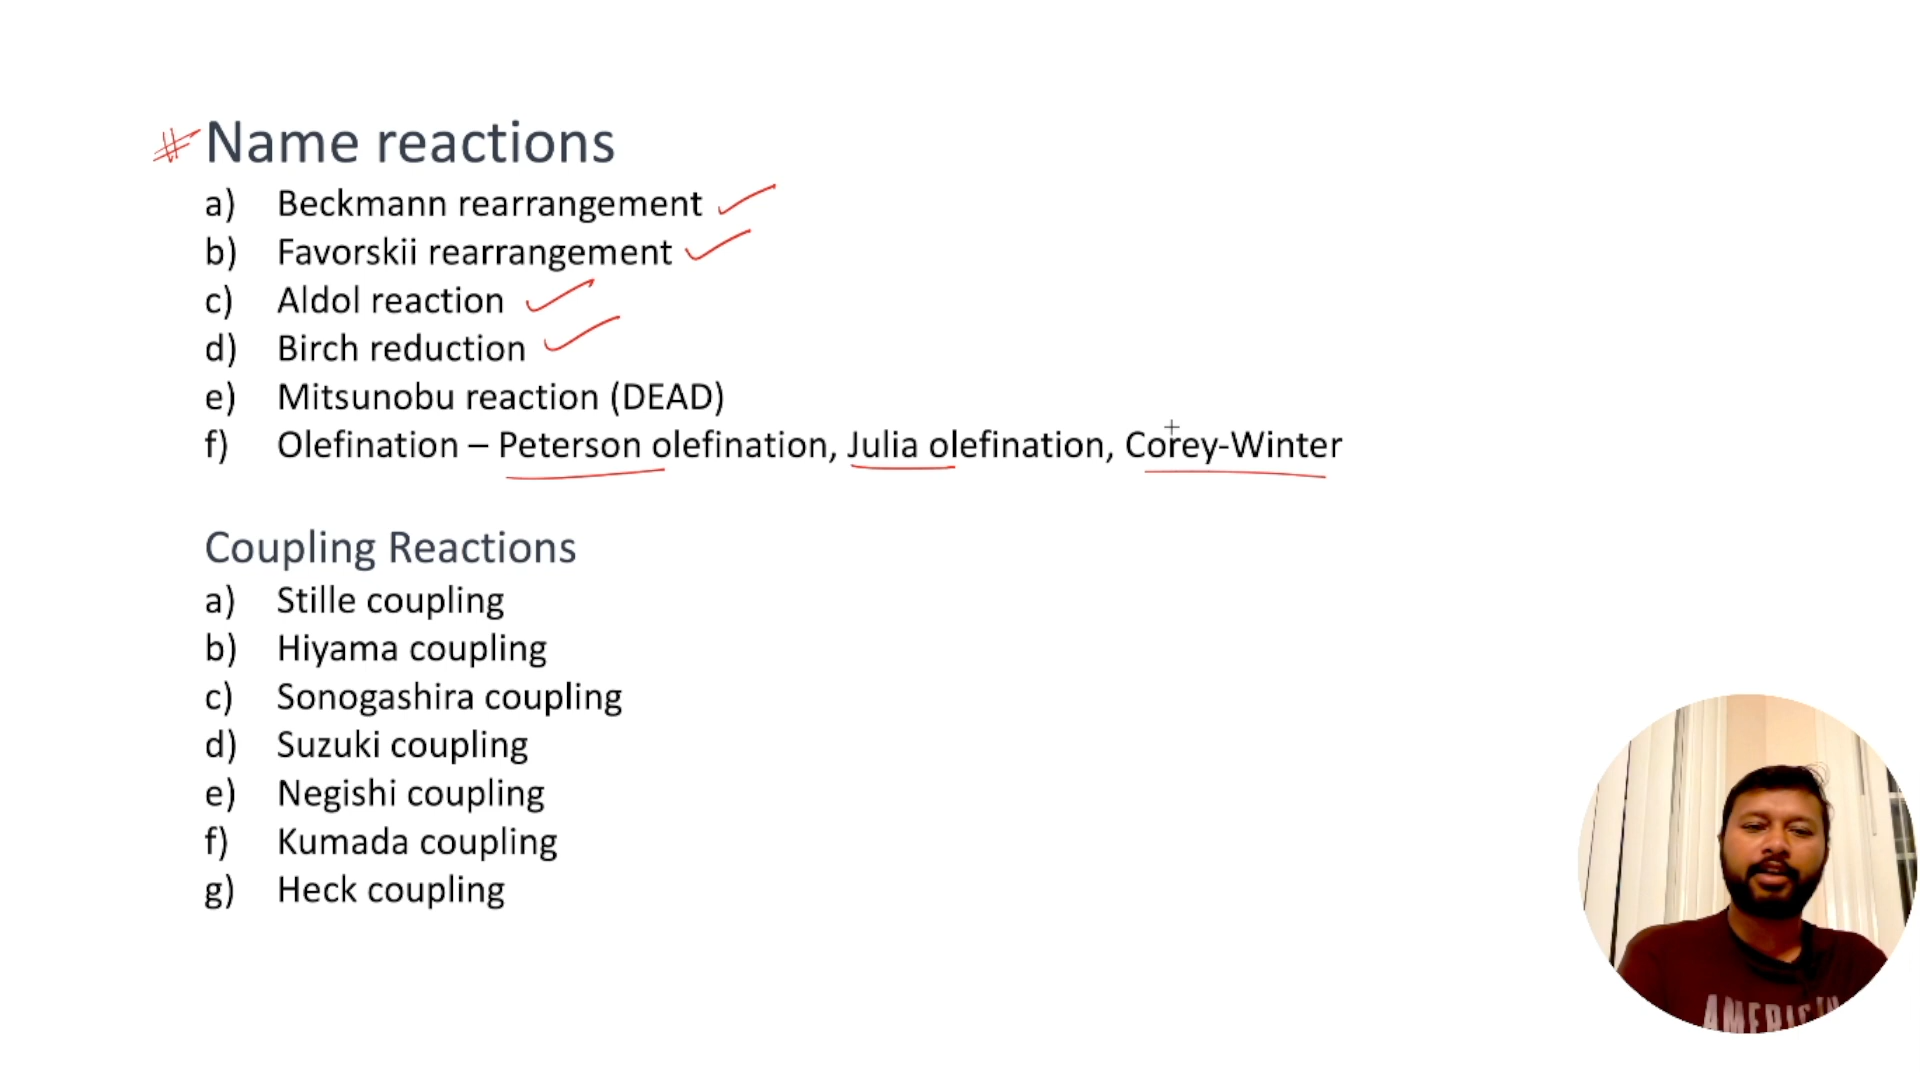 # Name reactions
a) Beckmann rearrangement
b) Favorskii rearrangement
c) Aldol reaction
d) Birch reduction
e) Mitsunobu reaction (DEAD)
f) Olefination – Peterson olefination, Julia olefination, Corey-Winter
Coupling Reactions
a) Stille coupling
b) Hiyama coupling
c) Sonogashira coupling
d) Suzuki coupling
e) Negishi coupling
f) Kumada coupling
g) Heck coupling